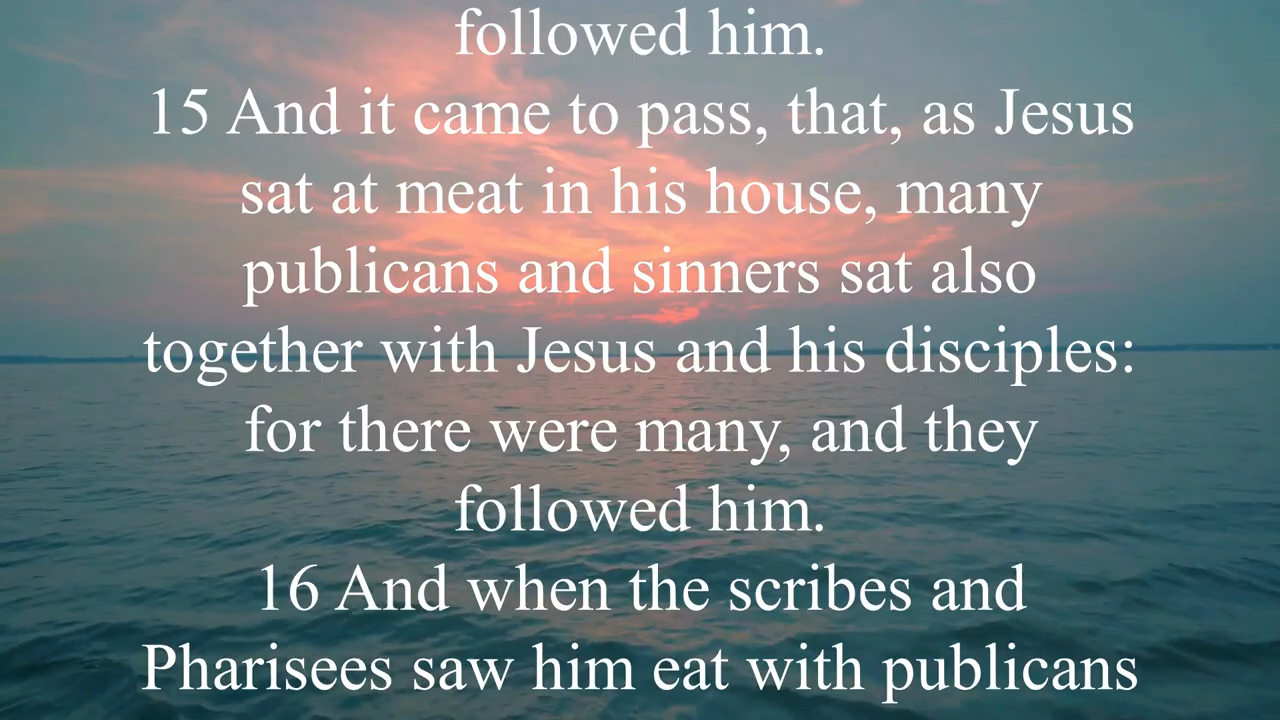 followed him.
15 And it came to pass, that, as Jesus
sat at meat in his house, many
publicans and sinners sat also
together with Jesus and his disciples:
for there were many, and they
followed him.
16 And when the scribes and
Pharisees saw him eat with publicans